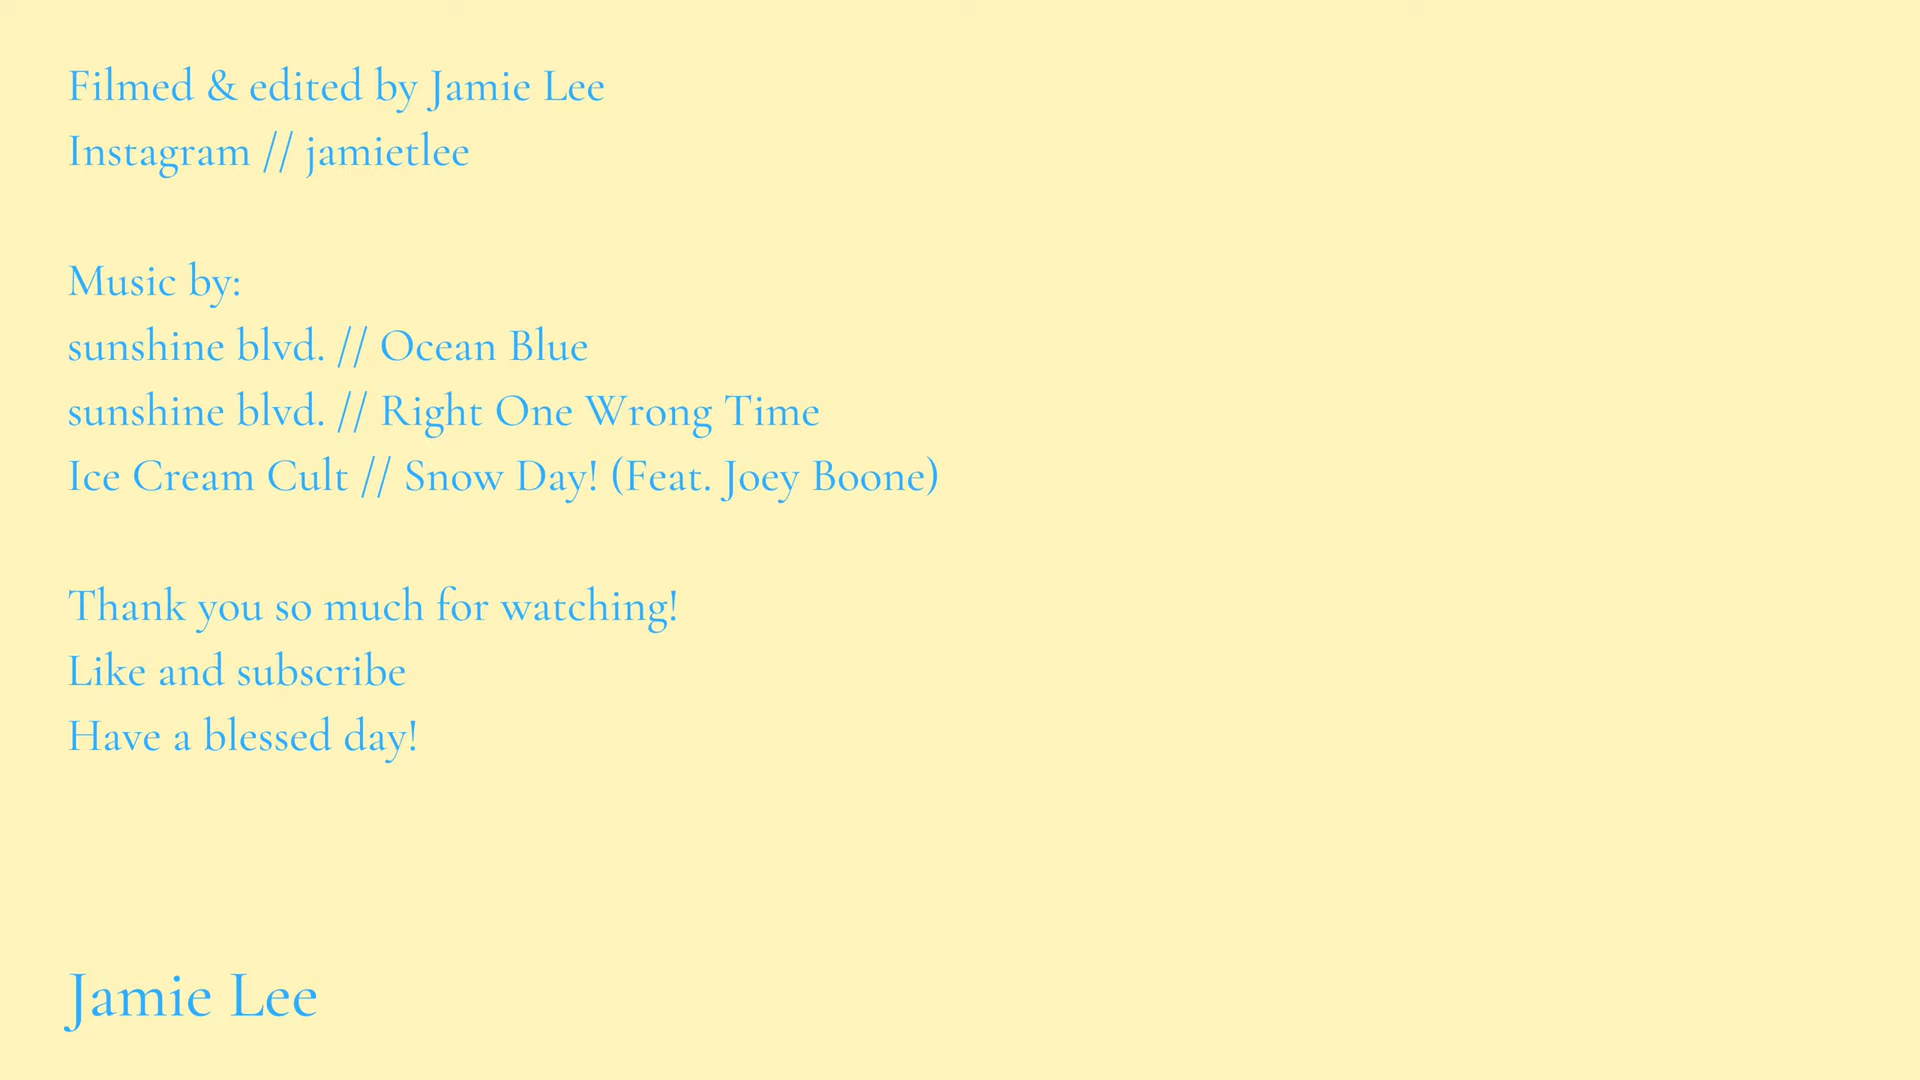 Filmed & edited by Jamie Lee
Instagram // jamietlee
Music by:
sunshine blvd. // Ocean Blue
sunshine blvd. // Right One Wrong Time
Ice Cream Cult // Snow Day! (Feat. Joey Boone)
Thank you so much for watching!
Like and subscribe
Have a blessed day!
Jamie Lee